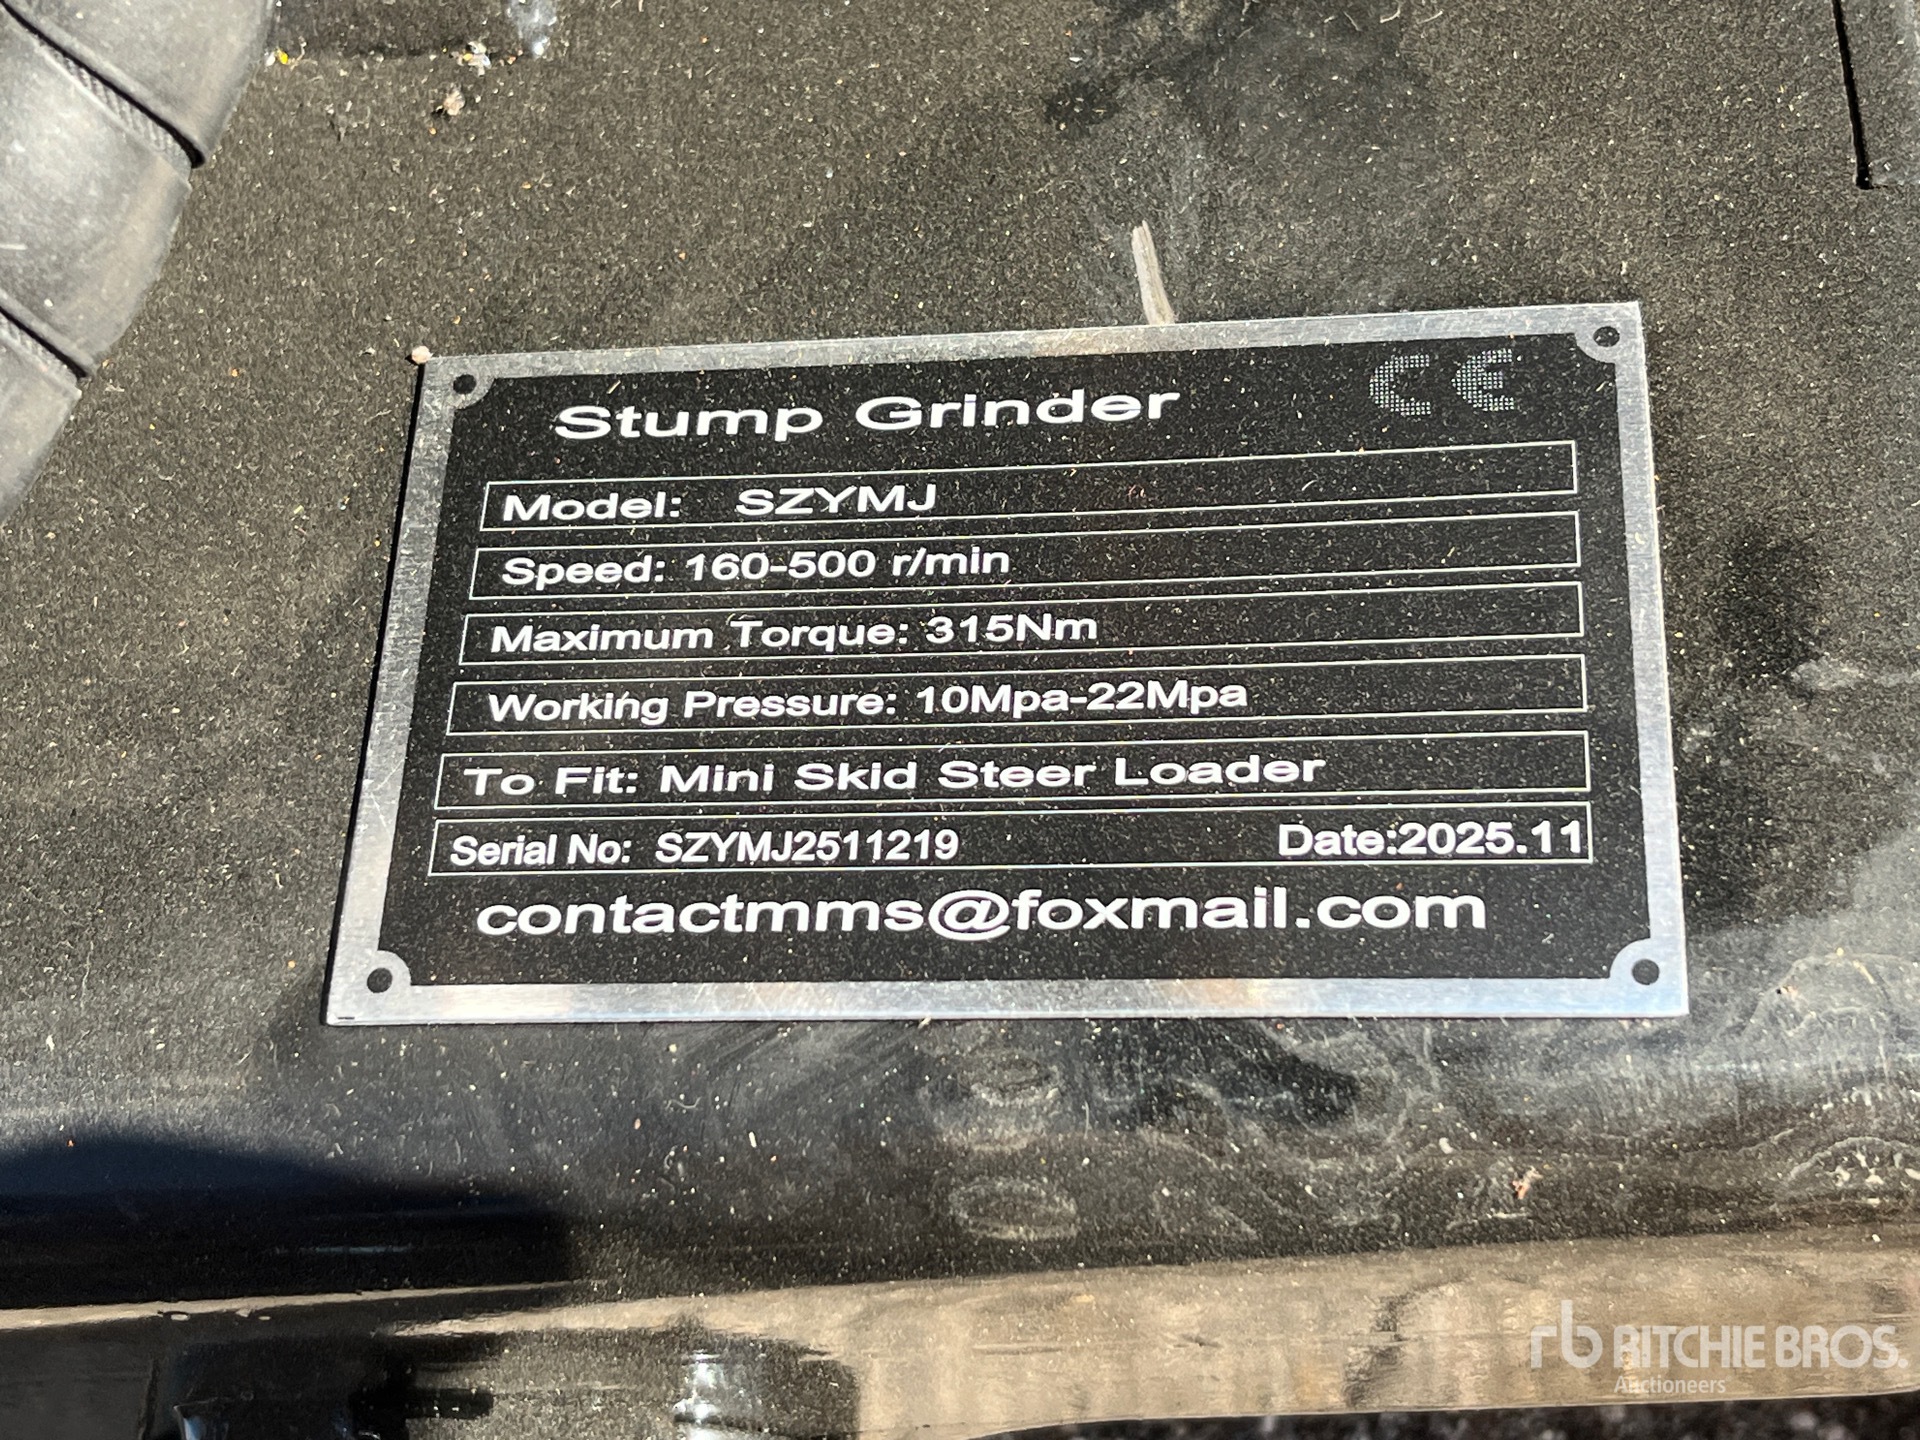 Stump Grinder CE
Model: SZYMJ
Speed: 160-500 r/min
Maximum Torque: 315Nm
Working Pressure: 10Mpa-22Mpa
To Fit: Mini Skid Steer Loader
Serial No: SZYMJ2511219 Date:2025.11
contactmms@foxmail.com
rb RITCHIE BROS.
Auctioneers